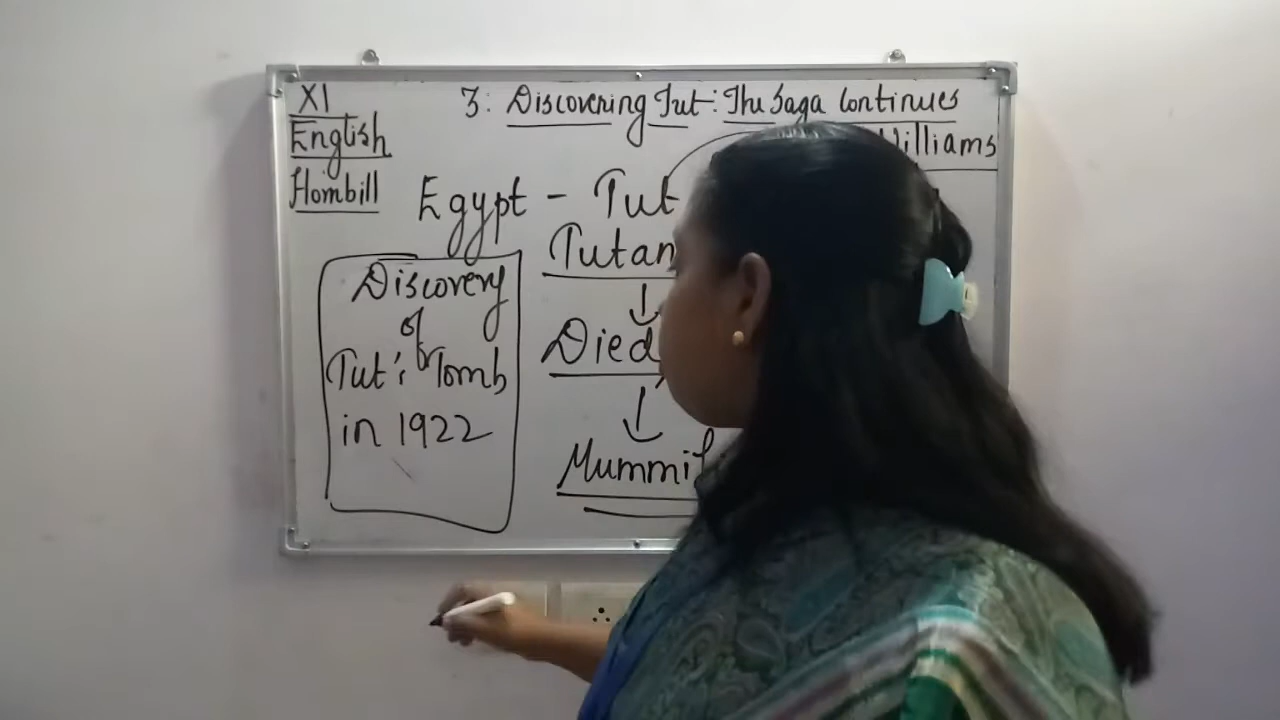 XI
English
Hornbill
3: Discovering Tut: The Saga Continues
Williams
Egypt - Tut
Tutan
Died
Mummif
Discovery
of
Tut's Tomb
in 1922